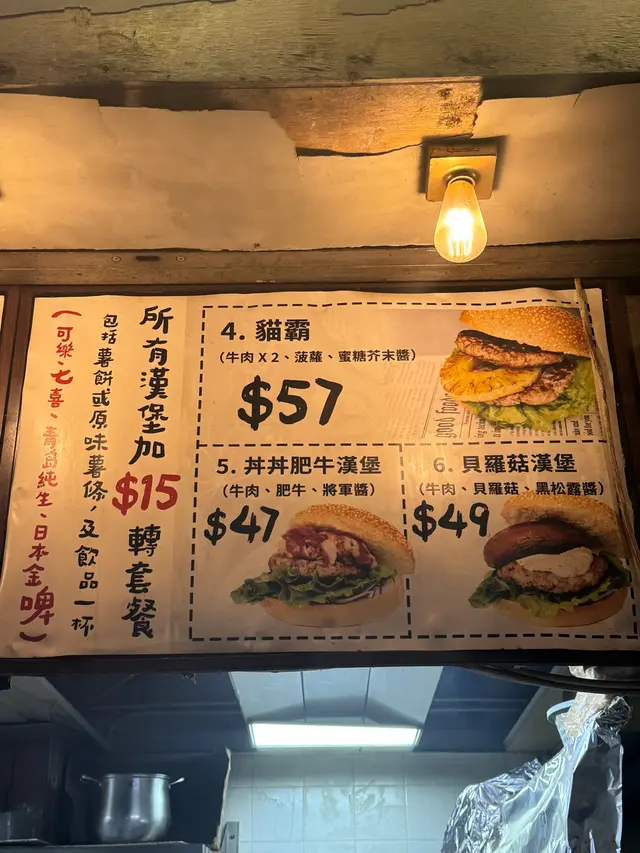 所有漢堡加
$15
轉套餐
包括薯餅或原味薯條，及飲品一杯
（可樂、七喜、青島純生、日本金啤）
4. 貓霸
（牛肉 X 2、菠蘿、蜜糖芥末醬）
$57
5. 丼丼肥牛漢堡
（牛肉、肥牛、將軍醬）
$47
6. 貝羅菇漢堡
（牛肉、貝羅菇、黑松露醬）
$49
good food